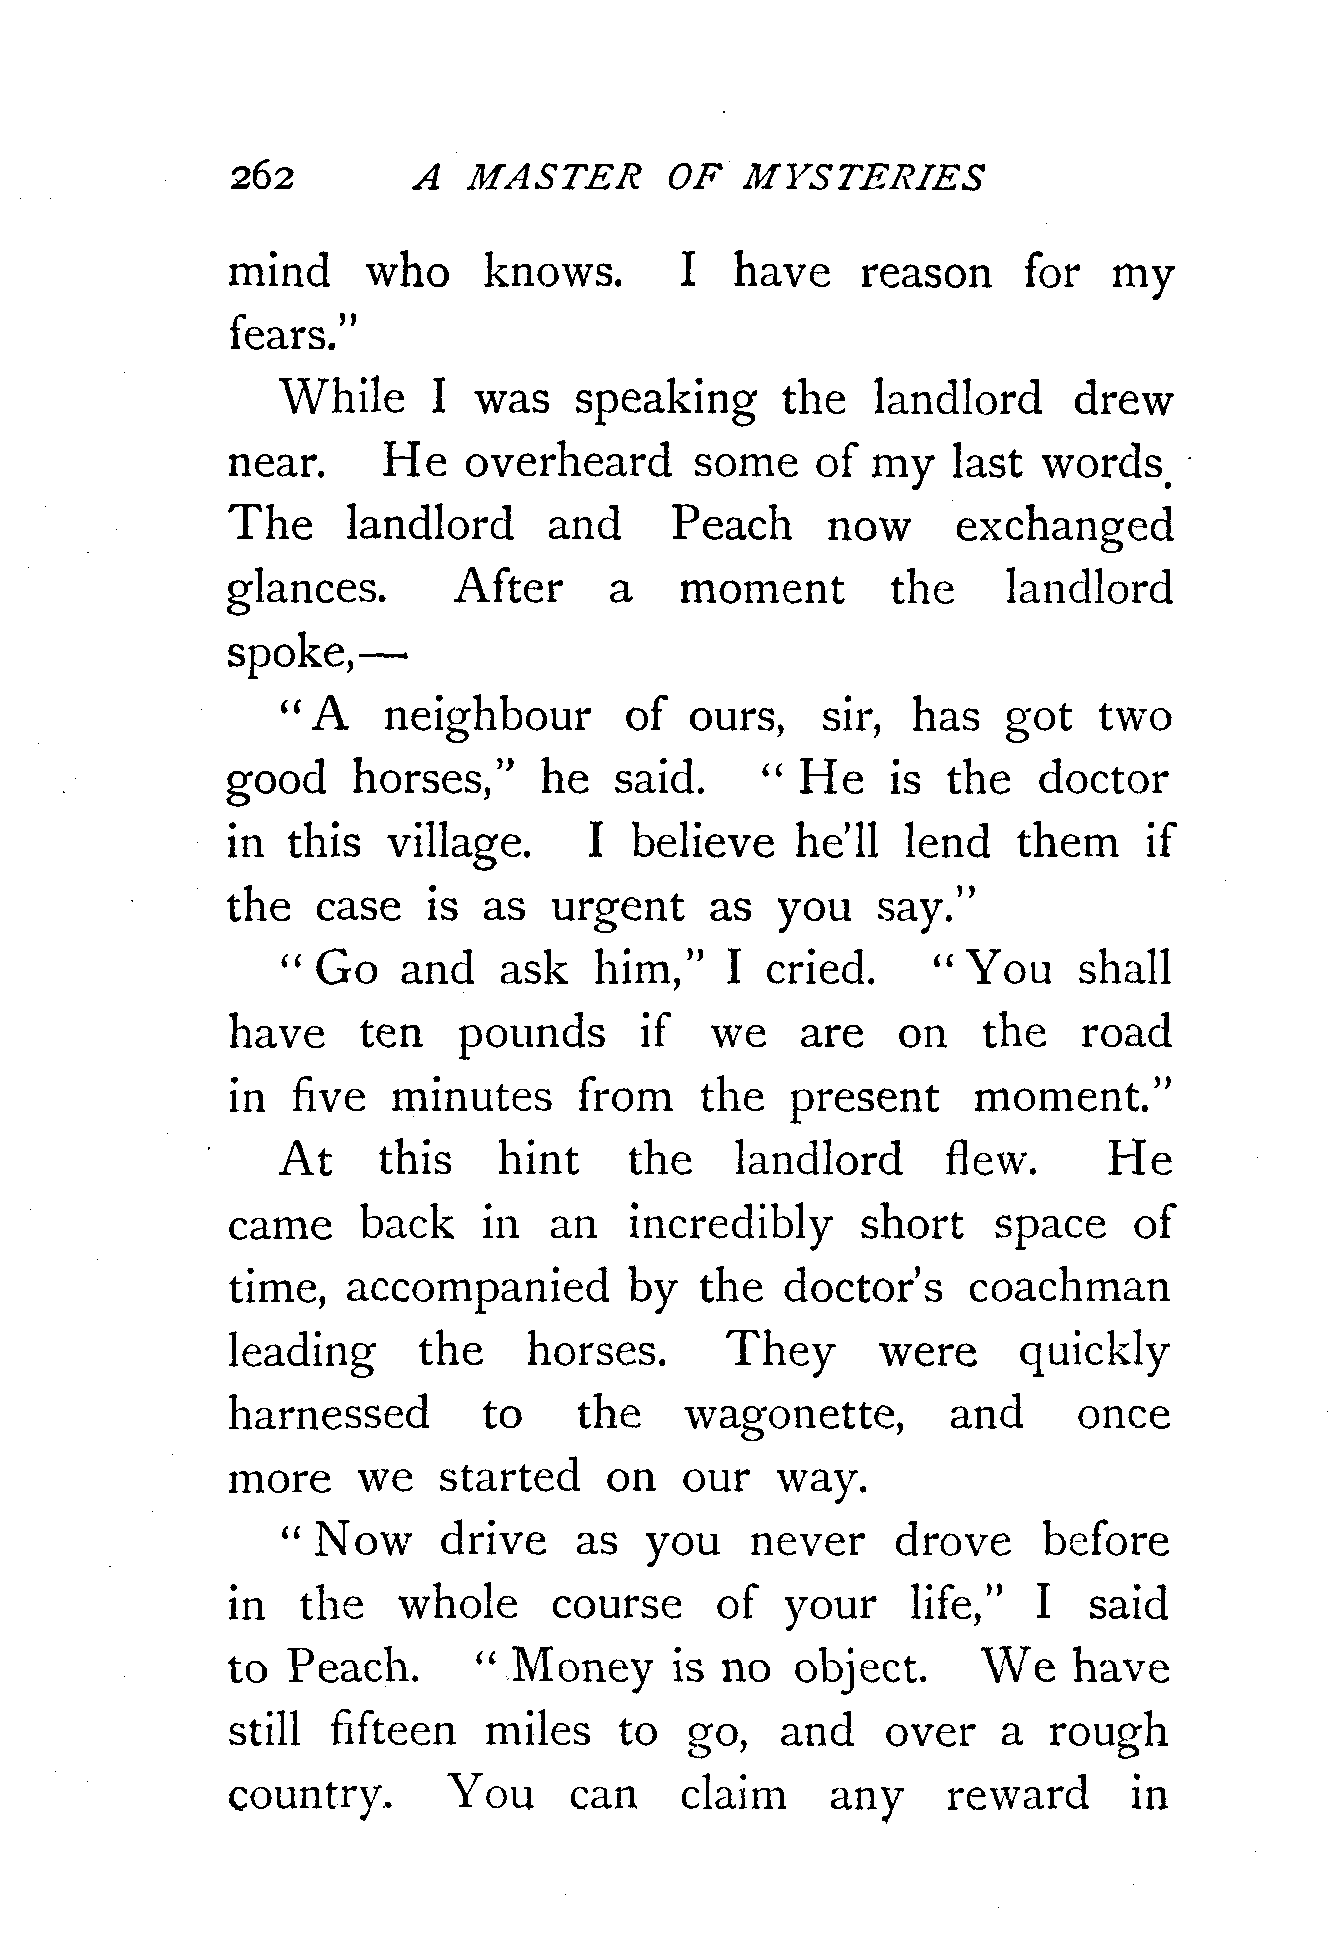 262 A MASTER OF MYSTERIES
mind who knows. I have reason for my
fears."
While I was speaking the landlord drew
near. He overheard some of my last words.
The landlord and Peach now exchanged
glances. After a moment the landlord
spoke,—
"A neighbour of ours, sir, has got two
good horses," he said. "He is the doctor
in this village. I believe he'll lend them if
the case is as urgent as you say."
"Go and ask him," I cried. "You shall
have ten pounds if we are on the road
in five minutes from the present moment."
At this hint the landlord flew. He
came back in an incredibly short space of
time, accompanied by the doctor's coachman
leading the horses. They were quickly
harnessed to the wagonette, and once
more we started on our way.
"Now drive as you never drove before
in the whole course of your life," I said
to Peach. "Money is no object. We have
still fifteen miles to go, and over a rough
country. You can claim any reward in